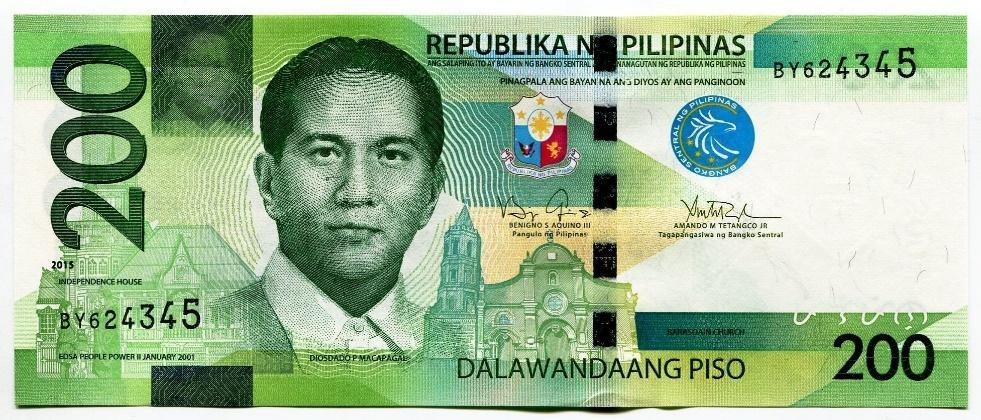 200
REPUBLIKA NG PILIPINAS
ANG SALAPING ITO AY BAYARIN NG BANGKO SENTRAL NANAGUTAN NG REPUBLIKA NG PILIPINAS
PINAGPALA ANG BAYAN NA ANG DIYOS AY ANG PANGINOON
BY624345
BANGKO SENTRAL NG PILIPINAS
BENIGNO S AQUINO III
Pangulo ng Pilipinas
AMANDO M TETANGCO JR
Tagapangasiwa ng Bangko Sentral
2015
INDEPENDENCE HOUSE
BY624345
EDSA PEOPLE POWER II JANUARY 2001
DIOSDADO P MACAPAGAL
BARASOAIN CHURCH
DALAWANDAANG PISO
200